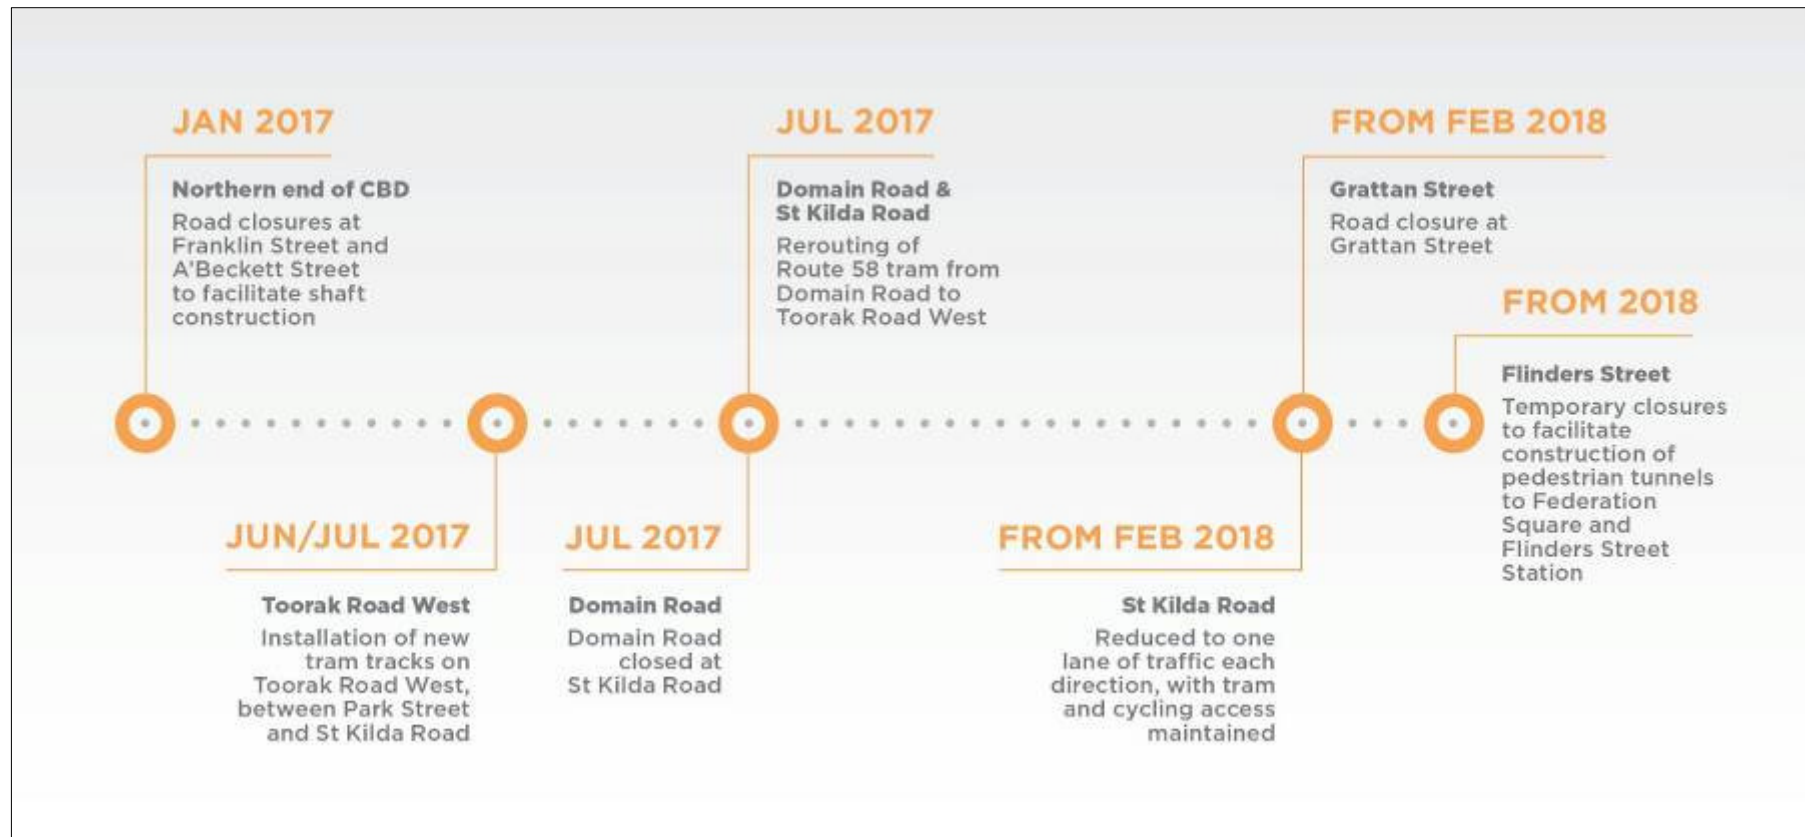 JAN 2017
Northern end of CBD
Road closures at
Franklin Street and
A'Beckett Street
to facilitate shaft
construction
JUN/JUL 2017
Toorak Road West
Installation of new
tram tracks on
Toorak Road West,
between Park Street
and St Kilda Road
JUL 2017
Domain Road &
St Kilda Road
Rerouting of
Route 58 tram from
Domain Road to
Toorak Road West
JUL 2017
Domain Road
Domain Road
closed at
St Kilda Road
FROM FEB 2018
Grattan Street
Road closure at
Grattan Street
FROM FEB 2018
St Kilda Road
Reduced to one
lane of traffic each
direction, with tram
and cycling access
maintained
FROM 2018
Flinders Street
Temporary closures
to facilitate
construction of
pedestrian tunnels
to Federation
Square and
Flinders Street
Station